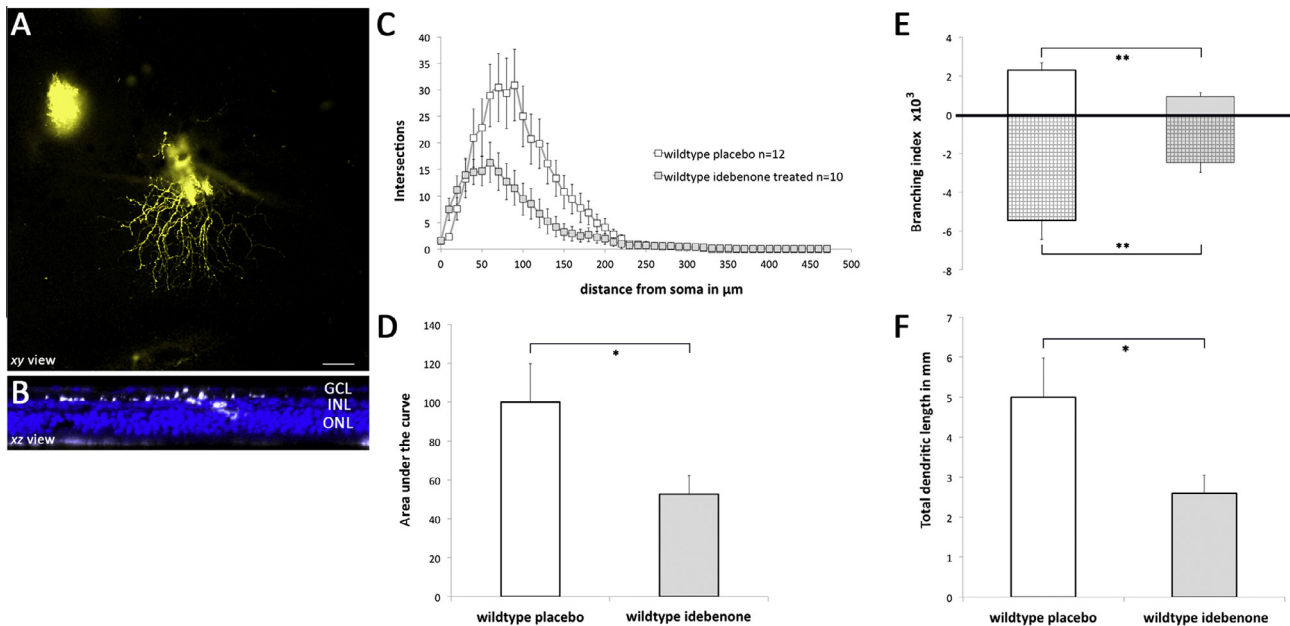 A
xy view
B
GCL
INL
ONL
xz view
C
40
35
30
25
20
15
10
5
0
Intersections
wildtype placebo n=12
wildtype idebenone treated n=10
0 50 100 150 200 250 300 350 400 450 500
distance from soma in µm
D
140
120
100
80
60
40
20
0
Area under the curve
*
wildtype placebo wildtype idebenone
E
4
2
0
-2
-4
-6
-8
Branching index x10³
**
**
F
7
6
5
4
3
2
1
0
Total dendritic length in mm
*
wildtype placebo wildtype idebenone